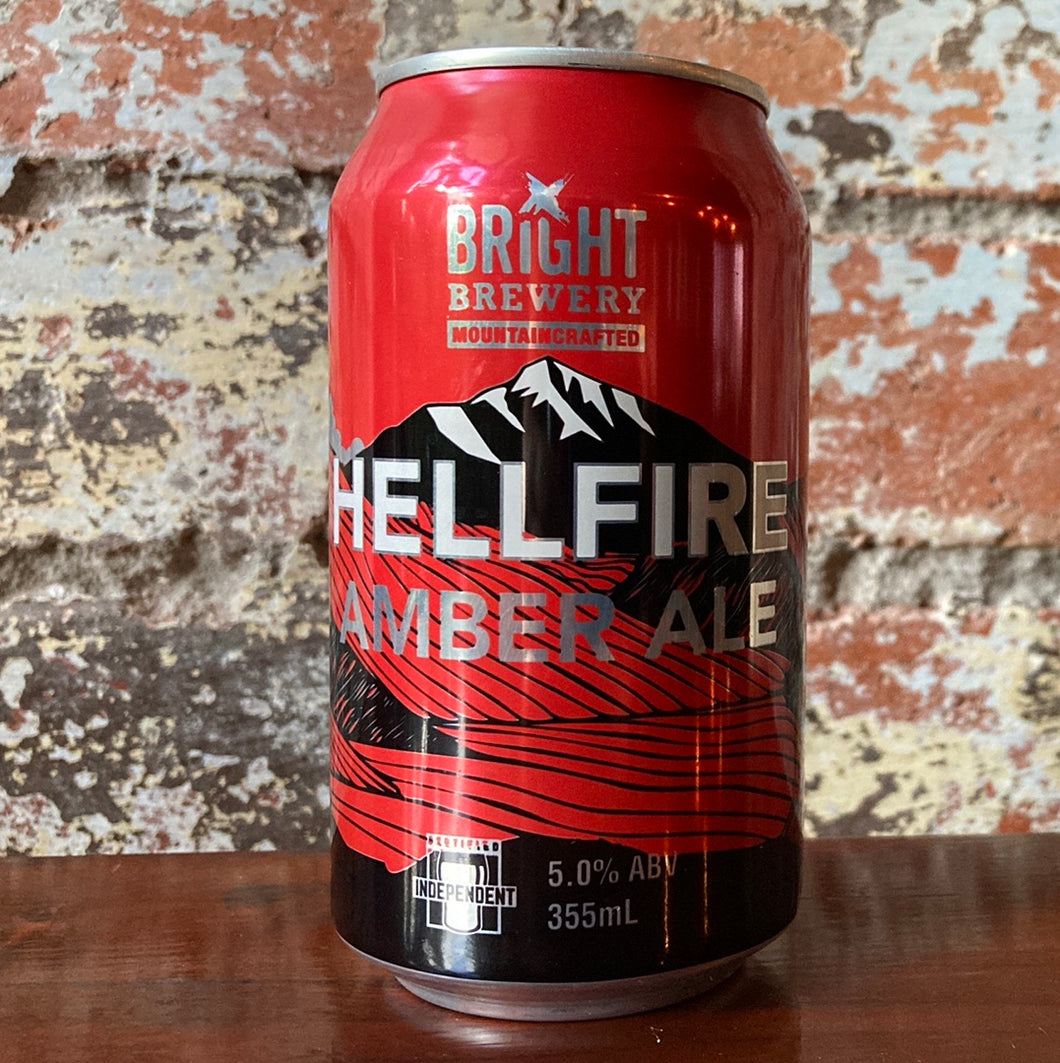 BRIGHT
BREWERY
MOUNTAINCRAFTED
HELLFIRE
AMBER ALE
CERTIFIED
INDEPENDENT
5.0% ABV
355mL